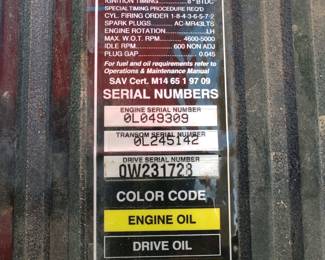 IGNITION TIMING 8° BTDC
SPECIAL TIMING PROCEDURE REQ'D
CYL. FIRING ORDER 1-8-4-3-6-5-7-2
SPARK PLUGS AC-MR43LTS
ENGINE ROTATION LH
MAX. W.O.T. RPM 4600-5000
IDLE RPM 600 NON ADJ
PLUG GAP 0.045
For fuel and oil requirements refer to
Operations & Maintenance Manual
SAV Cert. M14 65 1 9709
SERIAL NUMBERS
ENGINE SERIAL NUMBER
0L049309
TRANSOM SERIAL NUMBER
0L245142
DRIVE SERIAL NUMBER
0W231728
COLOR CODE
ENGINE OIL
DRIVE OIL